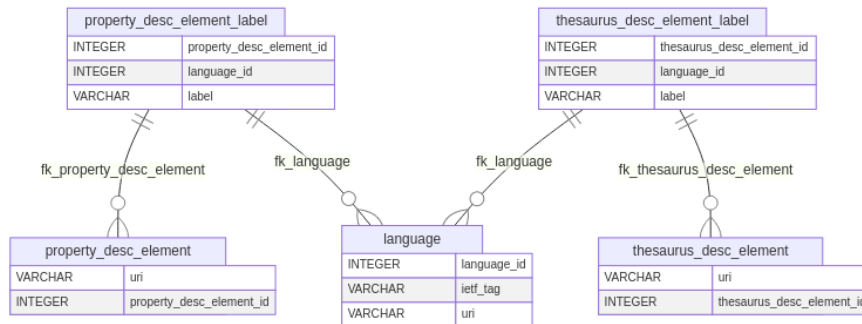 property_desc_element_label
INTEGER property_desc_element_id
INTEGER language_id
VARCHAR label
thesaurus_desc_element_label
INTEGER thesaurus_desc_element_id
INTEGER language_id
VARCHAR label
fk_property_desc_element
fk_language
fk_language
fk_thesaurus_desc_element
property_desc_element
VARCHAR uri
INTEGER property_desc_element_id
language
INTEGER language_id
VARCHAR ietf_tag
VARCHAR uri
thesaurus_desc_element
VARCHAR uri
INTEGER thesaurus_desc_element_id